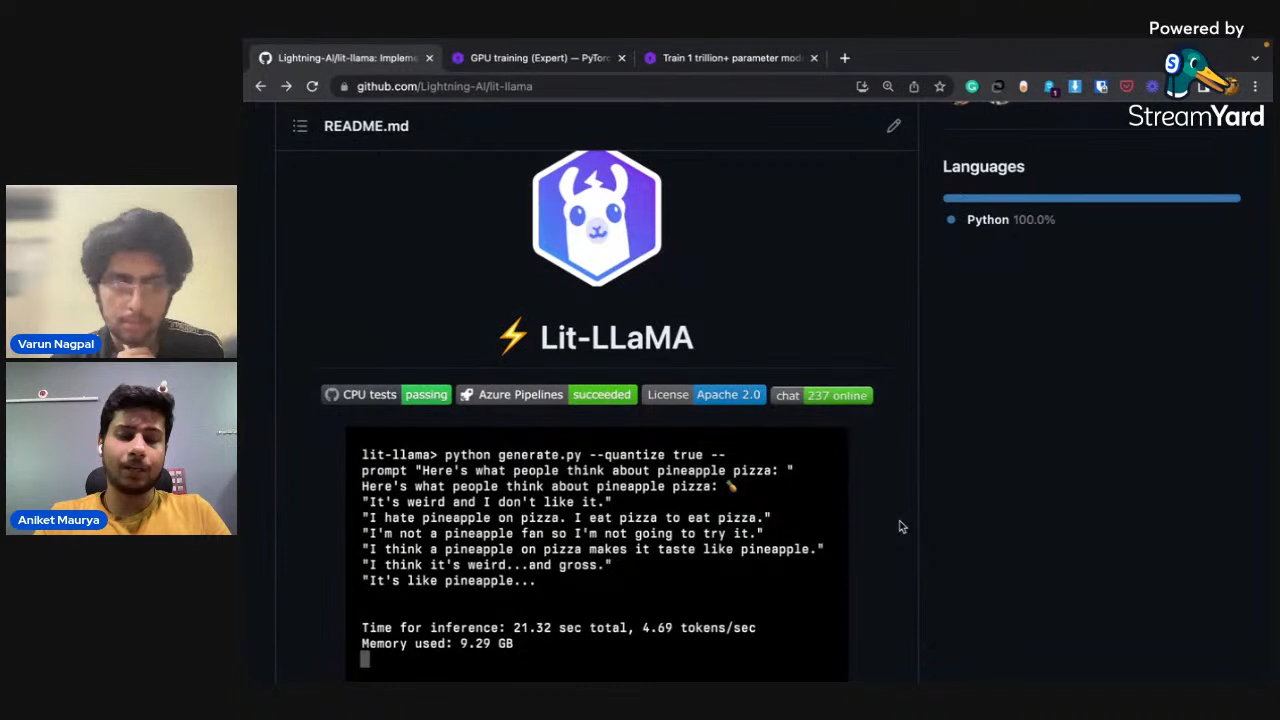 Powered by
StreamYard
Lightning-AI/lit-llama: Impleme
GPU training (Expert) — PyTorc
Train 1 trillion+ parameter mod
github.com/Lightning-AI/lit-llama
README.md
Languages
Python 100.0%
⚡ Lit-LLaMA
CPU tests passing
Azure Pipelines succeeded
License Apache 2.0
chat 237 online
lit-llama> python generate.py --quantize true --
prompt "Here's what people think about pineapple pizza: "
Here's what people think about pineapple pizza: 🍍
"It's weird and I don't like it."
"I hate pineapple on pizza. I eat pizza to eat pizza."
"I'm not a pineapple fan so I'm not going to try it."
"I think a pineapple on pizza makes it taste like pineapple."
"I think it's weird...and gross."
"It's like pineapple...
Time for inference: 21.32 sec total, 4.69 tokens/sec
Memory used: 9.29 GB
Varun Nagpal
Aniket Maurya